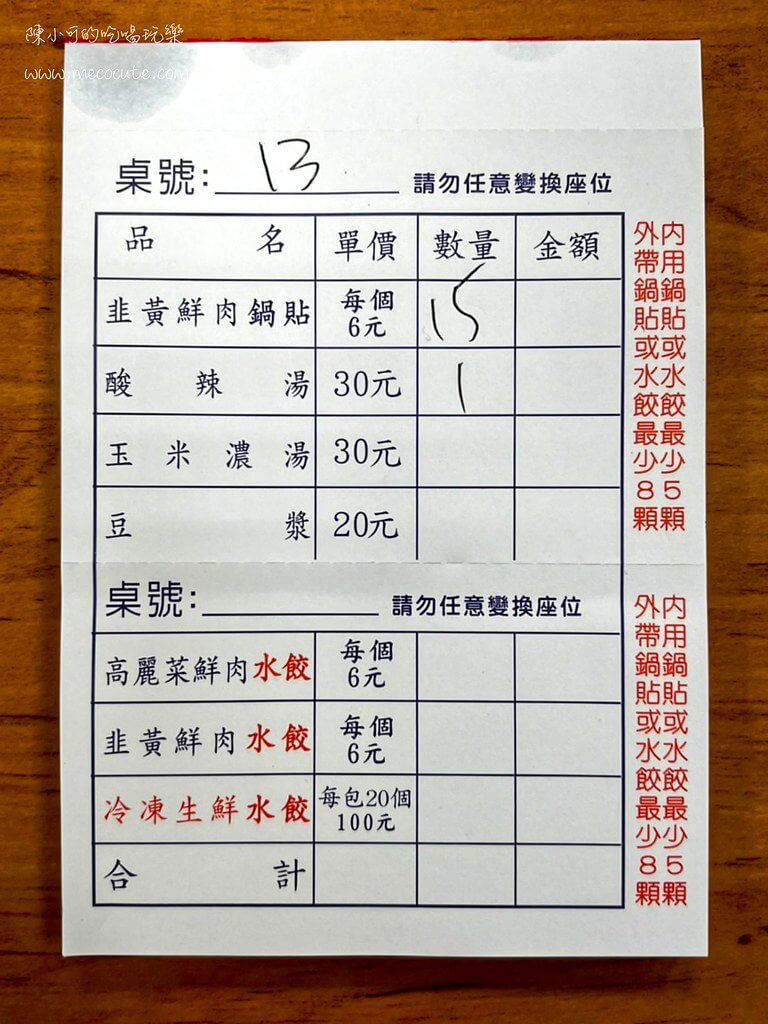 陳小可的吃喝玩樂
www.mecocute.com
桌號: 13 請勿任意變換座位
品名 單價 數量 金額
韭黃鮮肉鍋貼 每個6元 15
酸辣湯 30元 1
玉米濃湯 30元
豆漿 20元
內用鍋貼或水餃最少5顆
外帶鍋貼或水餃最少8顆
桌號: 請勿任意變換座位
高麗菜鮮肉水餃 每個6元
韭黃鮮肉水餃 每個6元
冷凍生鮮水餃 每包20個100元
合計
內用鍋貼或水餃最少5顆
外帶鍋貼或水餃最少8顆